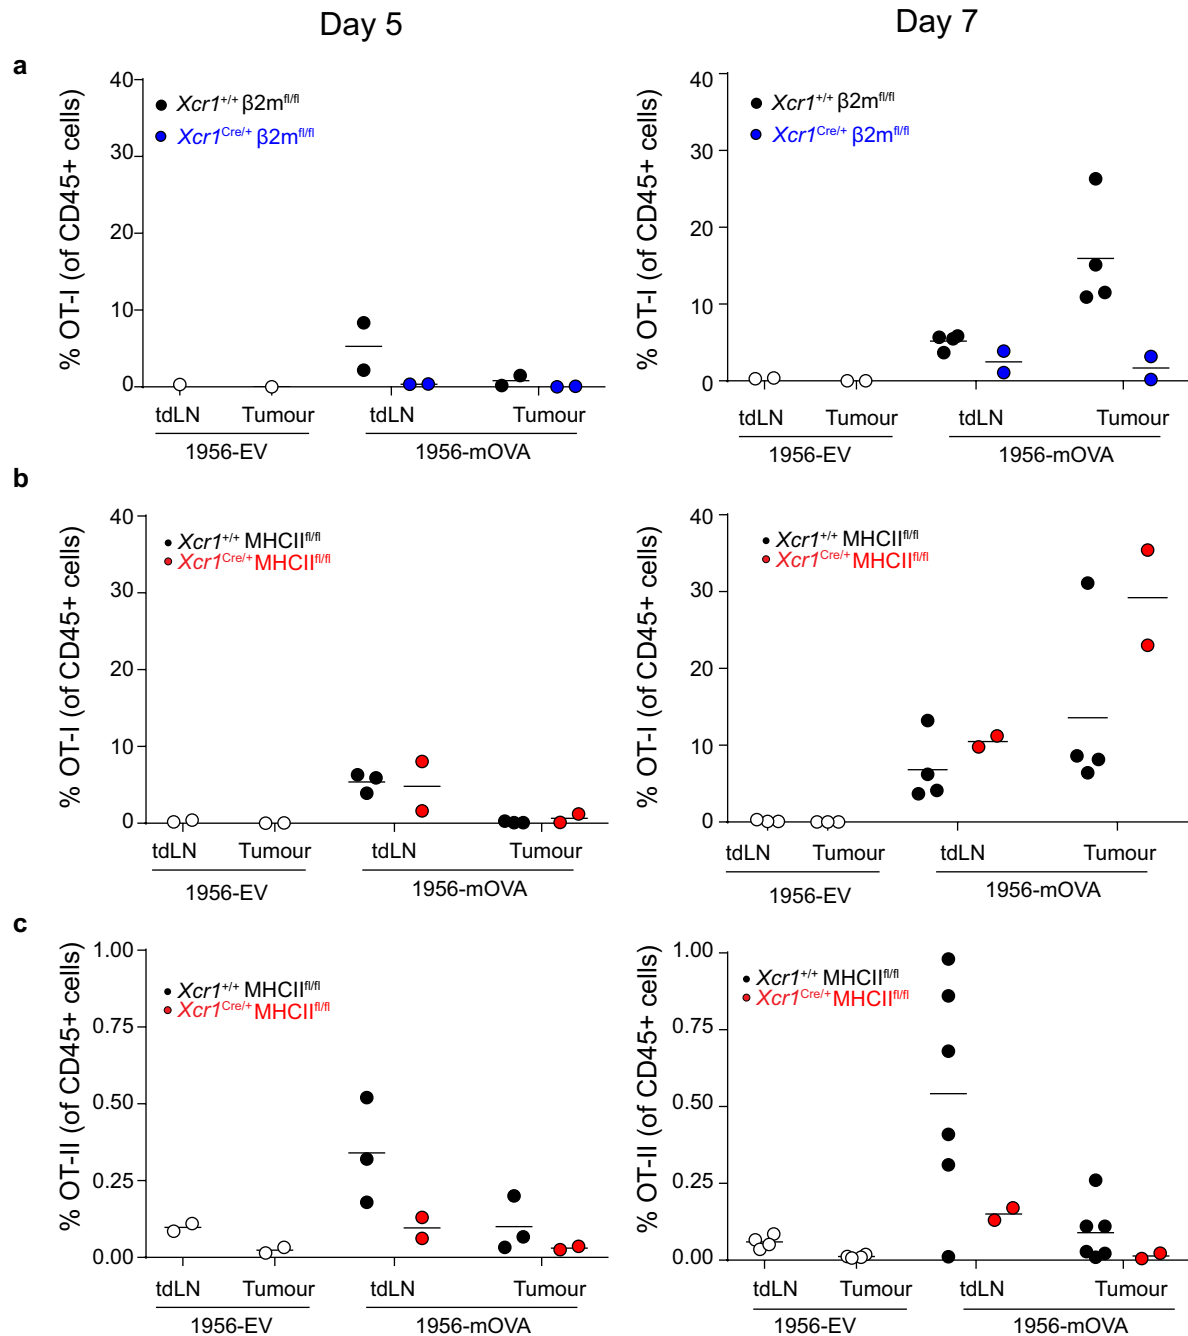 Day 5
Day 7
a
% OT-I (of CD45+ cells)
40
30
20
10
0
Xcr1+/+ β2mfl/fl
Xcr1Cre/+ β2mfl/fl
tdLN Tumour tdLN Tumour
1956-EV 1956-mOVA
% OT-I (of CD45+ cells)
40
30
20
10
0
Xcr1+/+ β2mfl/fl
Xcr1Cre/+ β2mfl/fl
tdLN Tumour tdLN Tumour
1956-EV 1956-mOVA
b
% OT-I (of CD45+ cells)
40
30
20
10
0
Xcr1+/+ MHCIIfl/fl
Xcr1Cre/+ MHCIIfl/fl
tdLN Tumour tdLN Tumour
1956-EV 1956-mOVA
% OT-I (of CD45+ cells)
40
30
20
10
0
Xcr1+/+ MHCIIfl/fl
Xcr1Cre/+ MHCIIfl/fl
tdLN Tumour tdLN Tumour
1956-EV 1956-mOVA
c
% OT-II (of CD45+ cells)
1.00
0.75
0.50
0.25
0.00
Xcr1+/+ MHCIIfl/fl
Xcr1Cre/+ MHCIIfl/fl
tdLN Tumour tdLN Tumour
1956-EV 1956-mOVA
% OT-II (of CD45+ cells)
1.00
0.75
0.50
0.25
0.00
Xcr1+/+ MHCIIfl/fl
Xcr1Cre/+ MHCIIfl/fl
tdLN Tumour tdLN Tumour
1956-EV 1956-mOVA